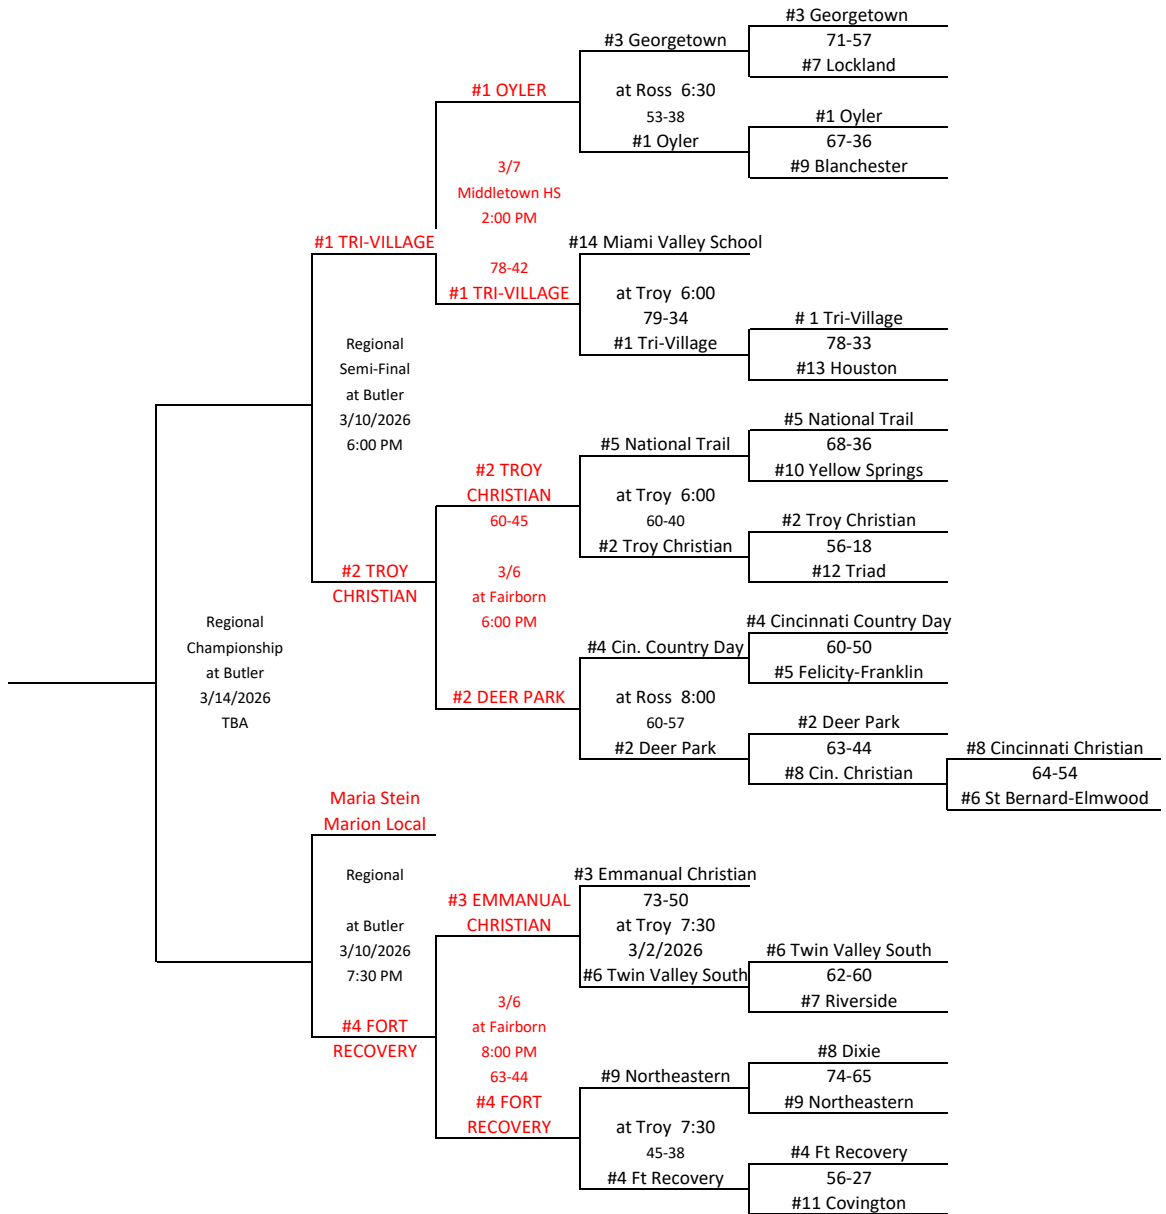 #3 Georgetown
71-57
#7 Lockland
#3 Georgetown
at Ross 6:30
53-38
#1 Oyler
#1 Oyler
67-36
#9 Blanchester
#1 OYLER
3/7
Middletown HS
2:00 PM
78-42
#1 TRI-VILLAGE
#14 Miami Valley School
at Troy 6:00
79-34
#1 Tri-Village
# 1 Tri-Village
78-33
#13 Houston
#1 TRI-VILLAGE
Regional
Semi-Final
at Butler
3/10/2026
6:00 PM
#5 National Trail
68-36
#10 Yellow Springs
#5 National Trail
at Troy 6:00
60-40
#2 Troy Christian
#2 Troy Christian
56-18
#12 Triad
#2 TROY
CHRISTIAN
60-45
3/6
at Fairborn
6:00 PM
#2 TROY
CHRISTIAN
#4 Cincinnati Country Day
60-50
#5 Felicity-Franklin
#4 Cin. Country Day
at Ross 8:00
60-57
#2 Deer Park
#2 DEER PARK
#2 Deer Park
63-44
#8 Cin. Christian
#8 Cincinnati Christian
64-54
#6 St Bernard-Elmwood
Regional
Championship
at Butler
3/14/2026
TBA
Maria Stein
Marion Local
Regional
at Butler
3/10/2026
7:30 PM
#4 FORT
RECOVERY
#3 EMMANUAL
CHRISTIAN
#3 Emmanual Christian
73-50
at Troy 7:30
3/2/2026
#6 Twin Valley South
#6 Twin Valley South
62-60
#7 Riverside
3/6
at Fairborn
8:00 PM
63-44
#4 FORT
RECOVERY
#9 Northeastern
at Troy 7:30
45-38
#4 Ft Recovery
#8 Dixie
74-65
#9 Northeastern
#4 Ft Recovery
56-27
#11 Covington